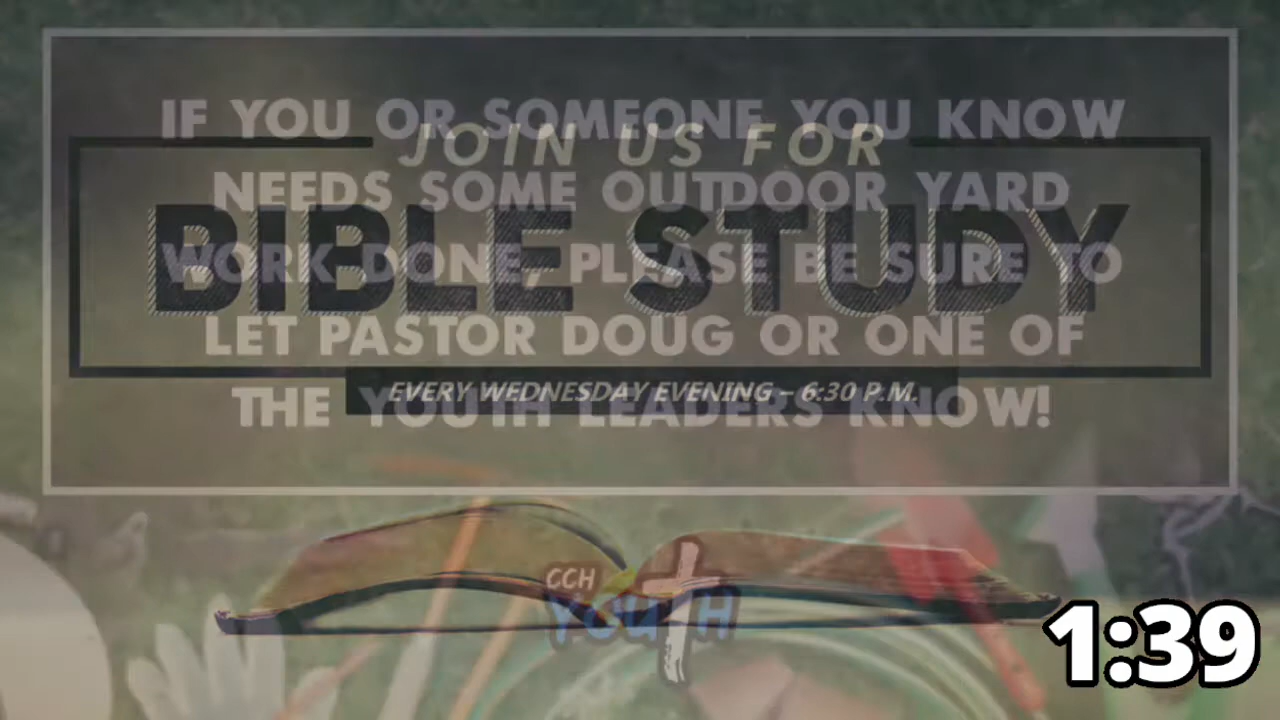 IF YOU OR SOMEONE YOU KNOW
NEEDS SOME OUTDOOR YARD
WORK DONE, PLEASE BE SURE TO
LET PASTOR DOUG OR ONE OF
THE YOUTH LEADERS KNOW!
JOIN US FOR
BIBLE STUDY
EVERY WEDNESDAY EVENING – 6:30 P.M.
CCH
YOUTH
1:39